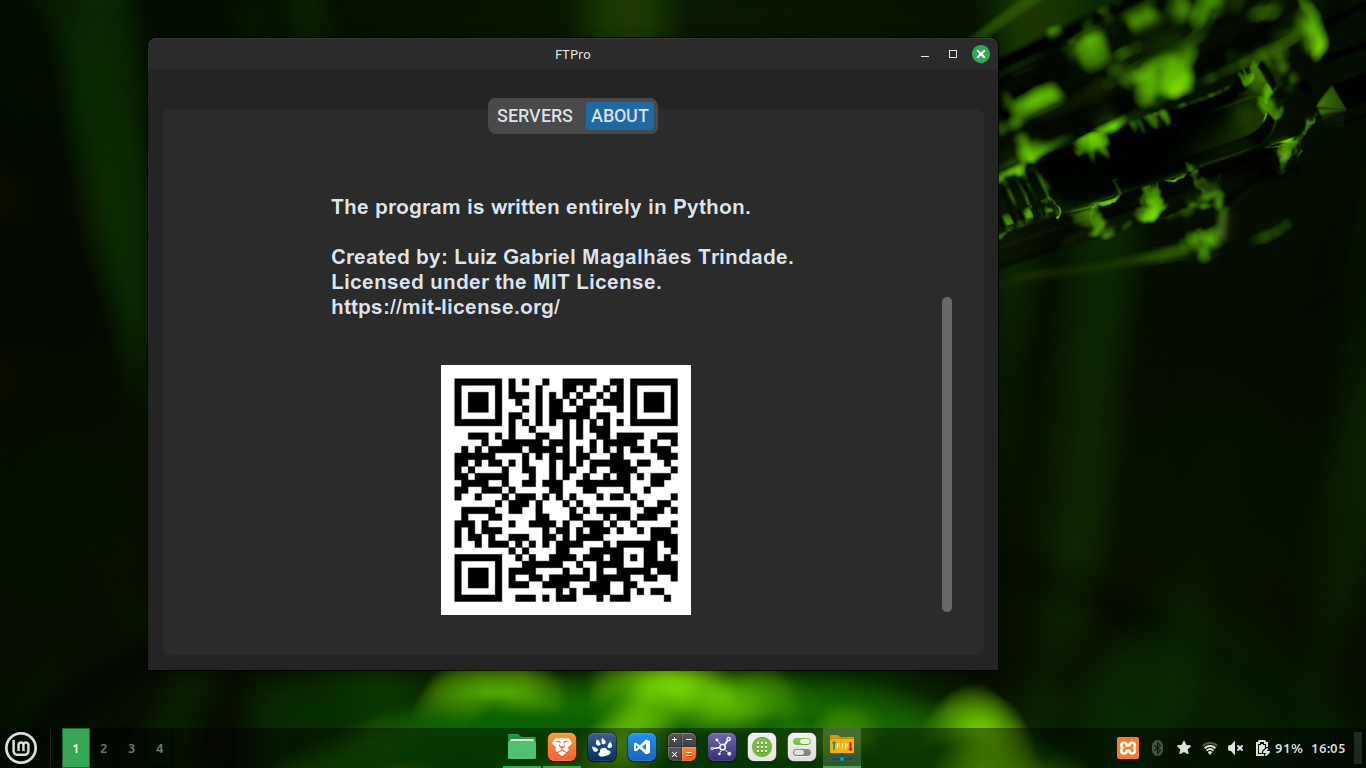 FTPro
SERVERS ABOUT
The program is written entirely in Python.
Created by: Luiz Gabriel Magalhães Trindade.
Licensed under the MIT License.
https://mit-license.org/
1 2 3 4
FTP
91% 16:05